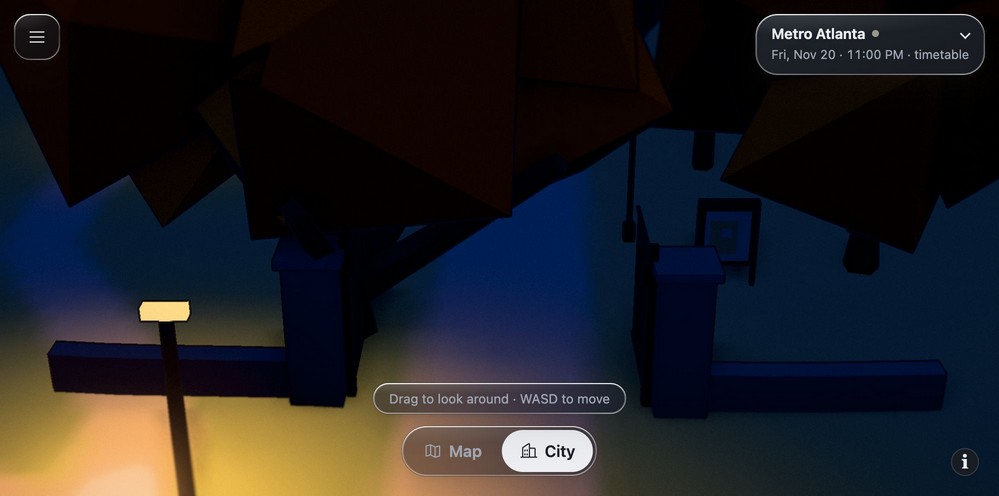 Metro Atlanta
Fri, Nov 20 · 11:00 PM · timetable
Drag to look around · WASD to move
Map
City
i